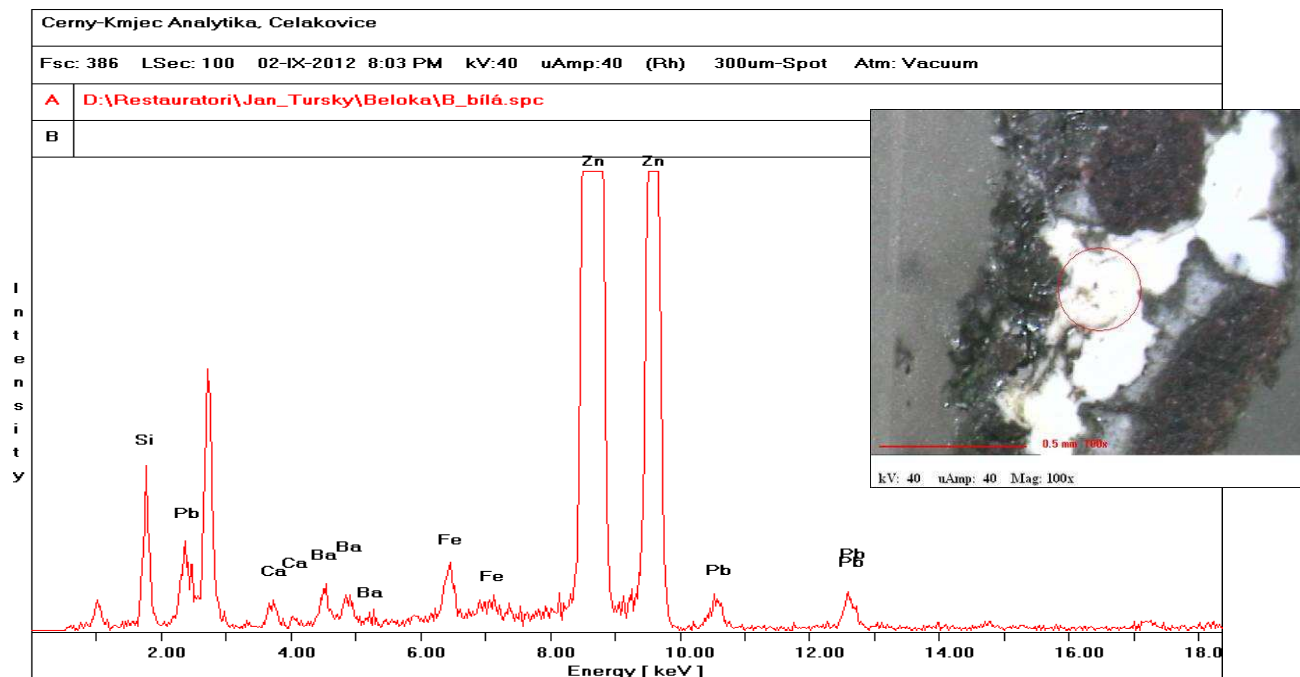 Cerny-Kmjec Analytika, Celakovice
Fsc: 386 LSec: 100 02-IX-2012 8:03 PM kV:40 uAmp:40 (Rh) 300um-Spot Atm: Vacuum
A D:\Restauratori\Jan_Tursky\Beloka\B_bílá.spc
B
Zn Zn
Si
Pb
Ca Ca Ba Ba Ba
Fe Fe
Pb
Pb
Pb
Intensity
2.00 4.00 6.00 8.00 10.00 12.00 14.00 16.00 18.0
Energy [ keV ]
0.5 mm 100x
kV: 40 uAmp: 40 Mag: 100x